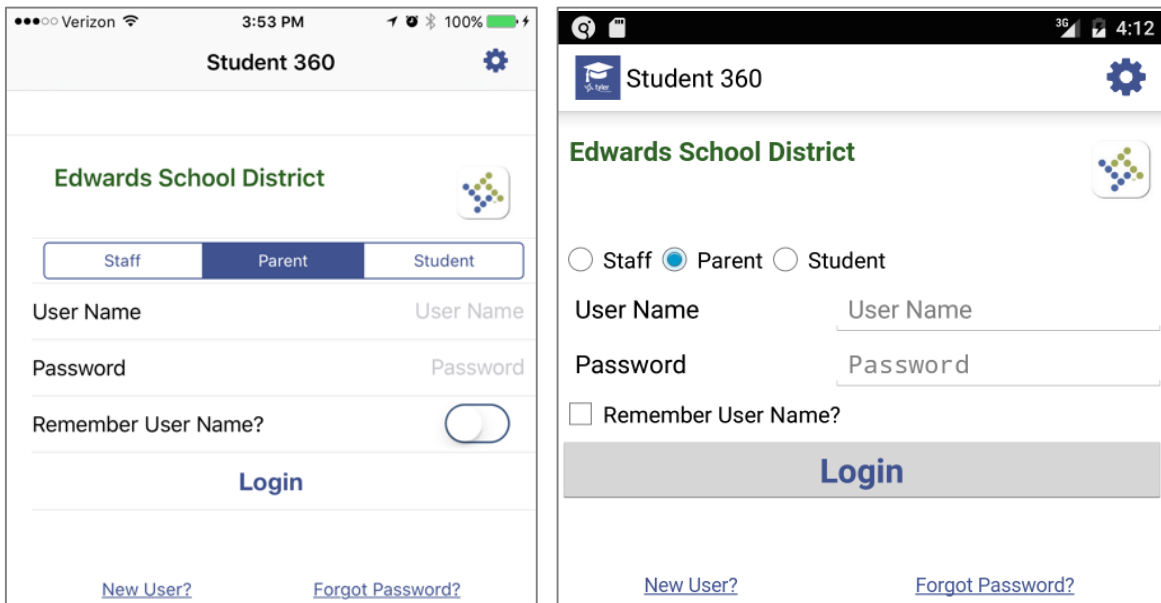 Verizon 3:53 PM 100%
Student 360
Edwards School District
Staff Parent Student
User Name User Name
Password Password
Remember User Name?
Login
New User? Forgot Password?
3G 4:12
tyler
Student 360
Edwards School District
Staff Parent Student
User Name User Name
Password Password
Remember User Name?
Login
New User? Forgot Password?